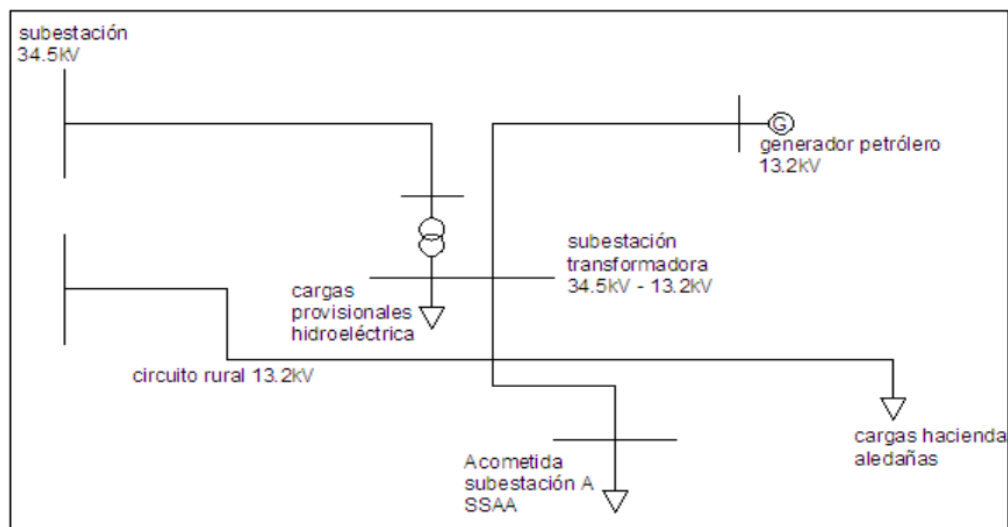 subestación
34.5kV
G
generador petrólero
13.2kV
subestación
transformadora
34.5kV - 13.2kV
cargas
provisionales
hidroeléctrica
circuito rural 13.2kV
cargas hacienda
aledañas
Acometida
subestación A
SSAA